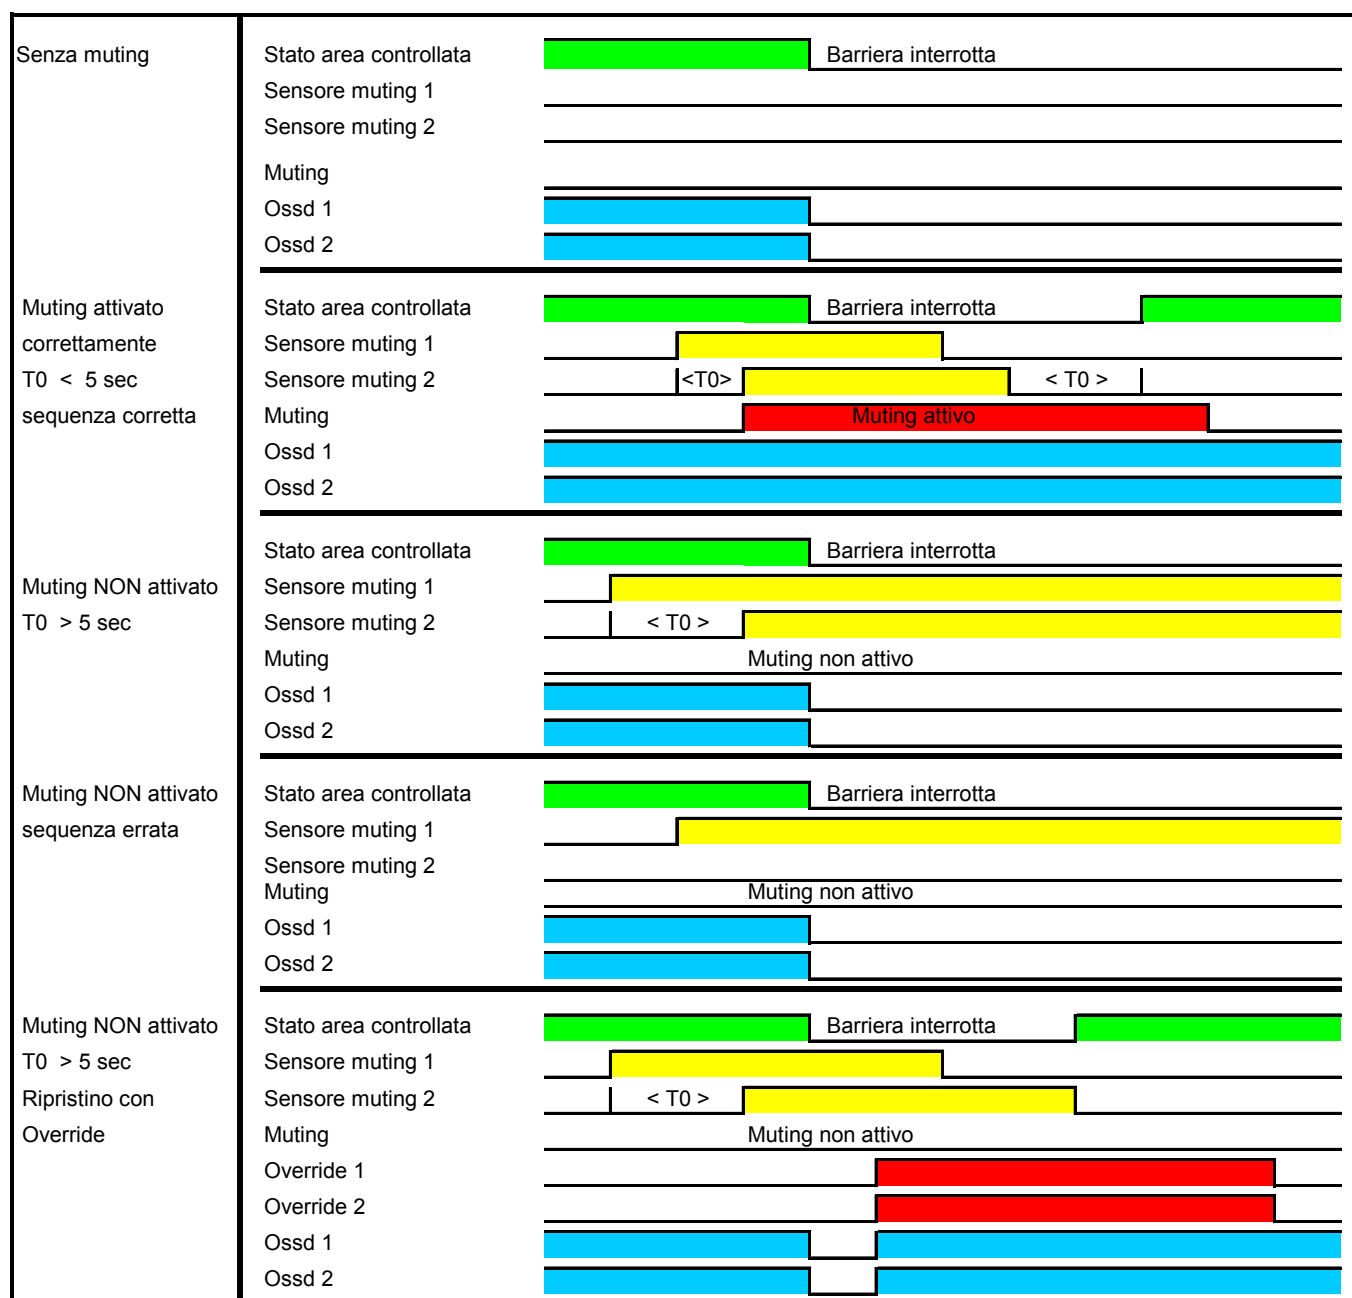 Senza muting
Stato area controllata
Barriera interrotta
Sensore muting 1
Sensore muting 2
Muting
Ossd 1
Ossd 2
Muting attivato
Stato area controllata
Barriera interrotta
correttamente
Sensore muting 1
T0 < 5 sec
Sensore muting 2
<T0>
< T0 >
sequenza corretta
Muting
Muting attivo
Ossd 1
Ossd 2
Stato area controllata
Barriera interrotta
Muting NON attivato
Sensore muting 1
T0 > 5 sec
Sensore muting 2
< T0 >
Muting
Muting non attivo
Ossd 1
Ossd 2
Muting NON attivato
Stato area controllata
Barriera interrotta
sequenza errata
Sensore muting 1
Sensore muting 2
Muting
Muting non attivo
Ossd 1
Ossd 2
Muting NON attivato
Stato area controllata
Barriera interrotta
T0 > 5 sec
Sensore muting 1
Ripristino con
Sensore muting 2
< T0 >
Override
Muting
Muting non attivo
Override 1
Override 2
Ossd 1
Ossd 2